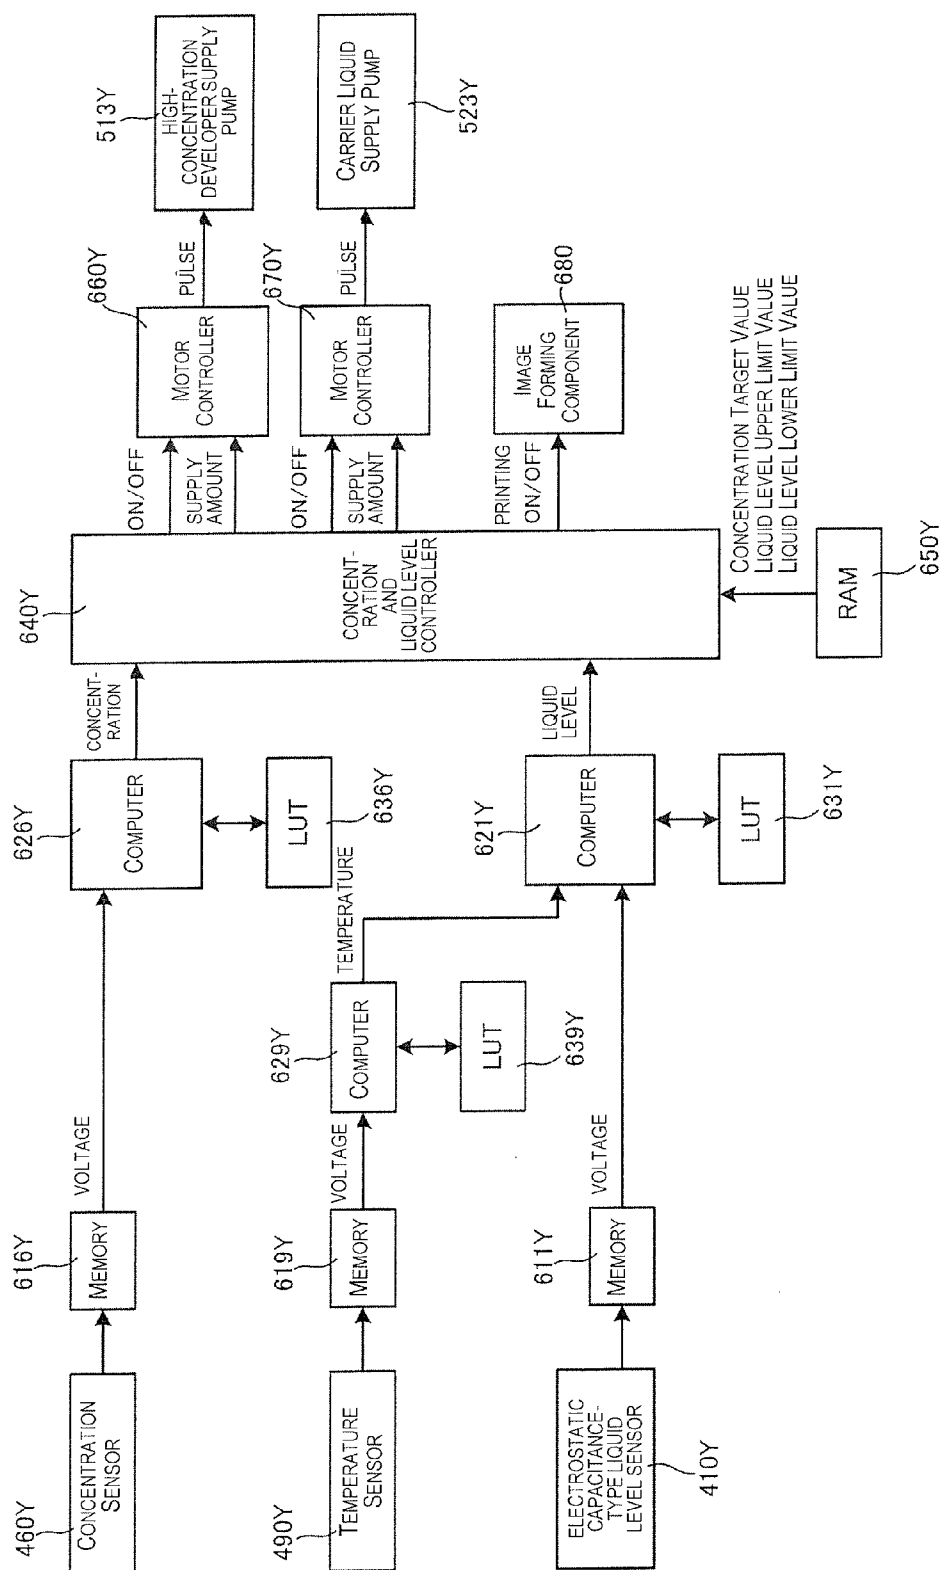 460Y
CONCENTRATION
SENSOR
616Y
MEMORY
VOLTAGE
626Y
COMPUTER
LUT
636Y
CONCENT-
RATION
490Y
TEMPERATURE
SENSOR
619Y
MEMORY
VOLTAGE
629Y
COMPUTER
LUT
639Y
TEMPERATURE
ELECTROSTATIC
CAPACITANCE-
TYPE LIQUID
LEVEL SENSOR
410Y
611Y
MEMORY
VOLTAGE
621Y
COMPUTER
LUT
631Y
LIQUID
LEVEL
640Y
CONCENT-
RATION
AND
LIQUID LEVEL
CONTROLLER
RAM
650Y
CONCENTRATION TARGET VALUE
LIQUID LEVEL UPPER LIMIT VALUE
LIQUID LEVEL LOWER LIMIT VALUE
ON/OFF
SUPPLY
AMOUNT
660Y
MOTOR
CONTROLLER
PULSE
513Y
HIGH-
CONCENTRATION
DEVELOPER SUPPLY
PUMP
ON/OFF
SUPPLY
AMOUNT
670Y
MOTOR
CONTROLLER
PULSE
CARRIER LIQUID
SUPPLY PUMP
523Y
PRINTING
ON/OFF
IMAGE
FORMING
COMPONENT
680